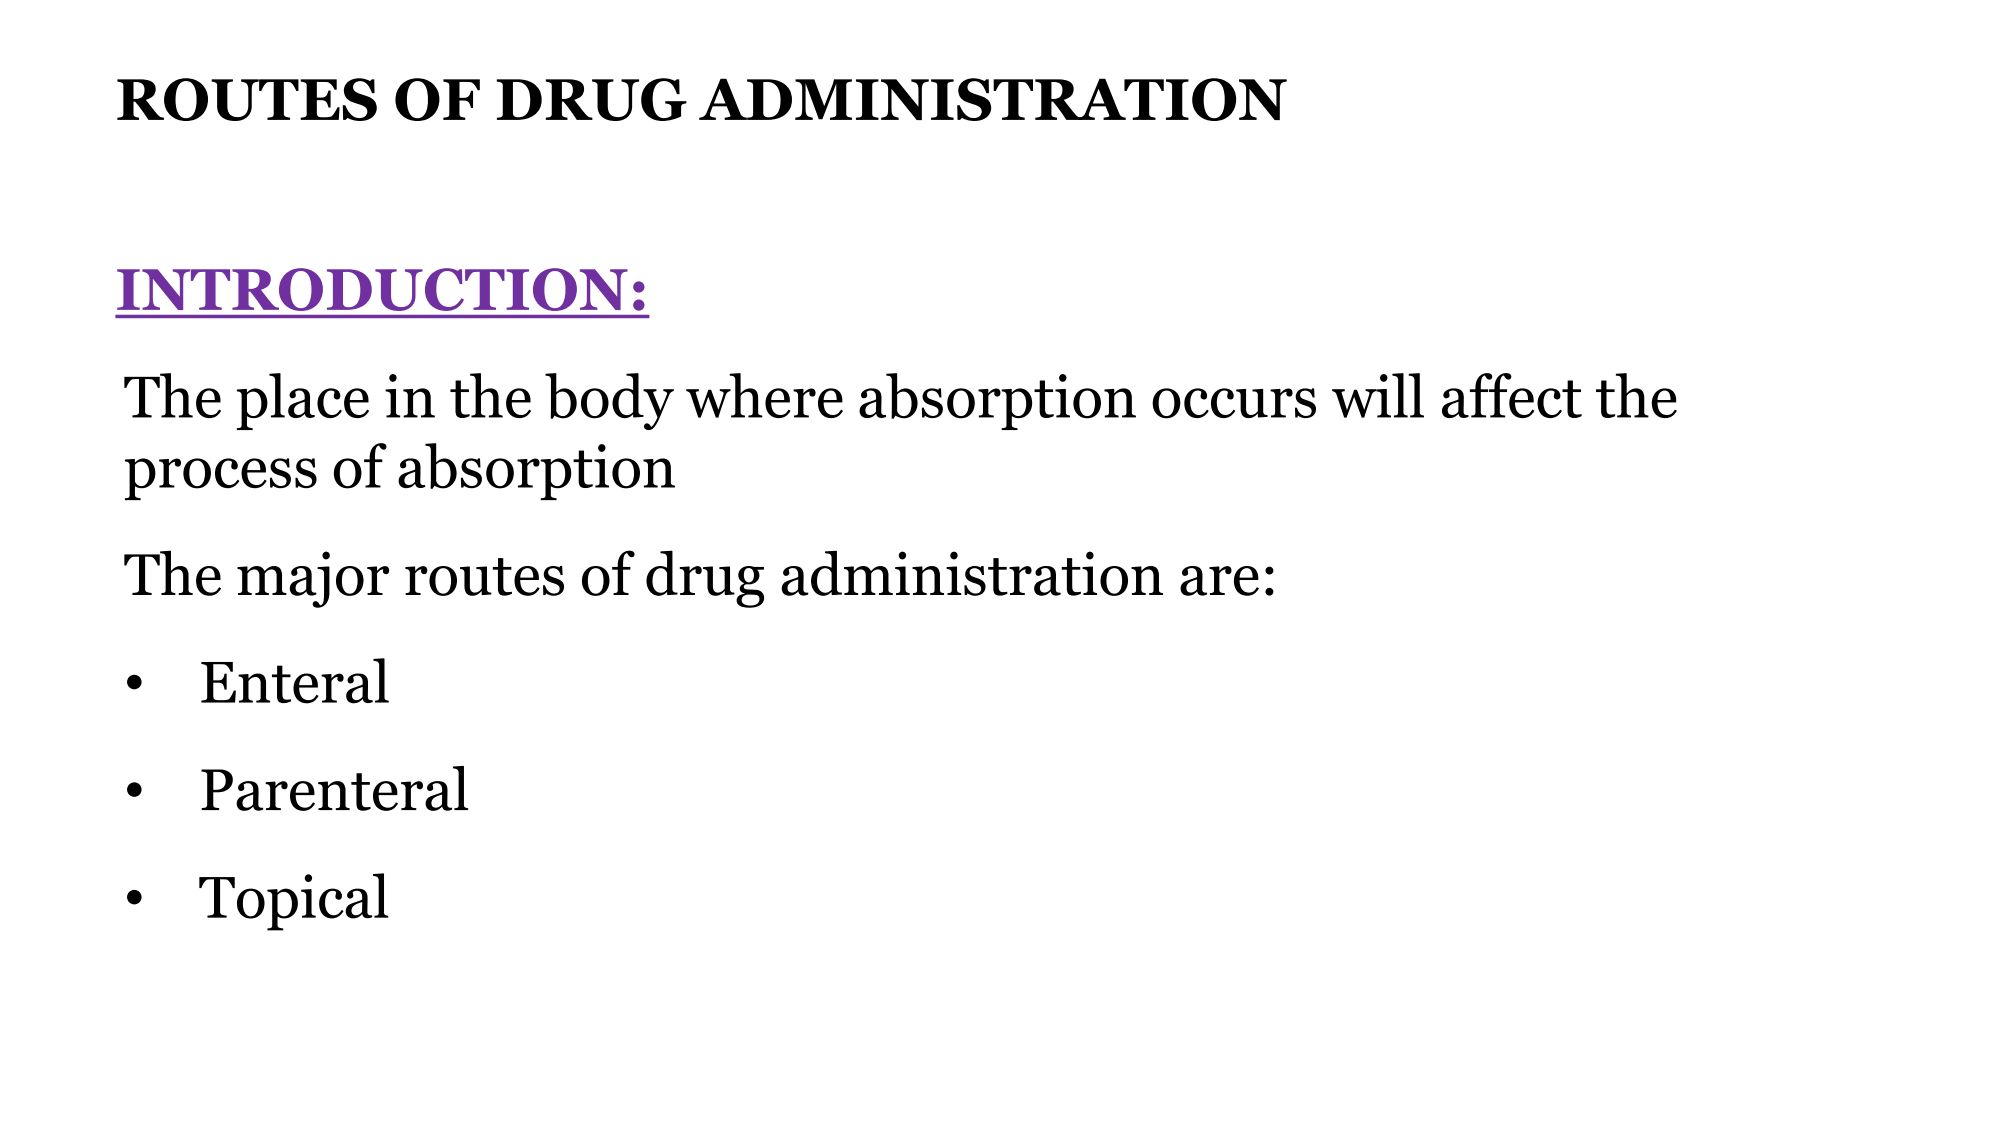 ROUTES OF DRUG ADMINISTRATION
INTRODUCTION:
The place in the body where absorption occurs will affect the
process of absorption
The major routes of drug administration are:
• Enteral
• Parenteral
• Topical